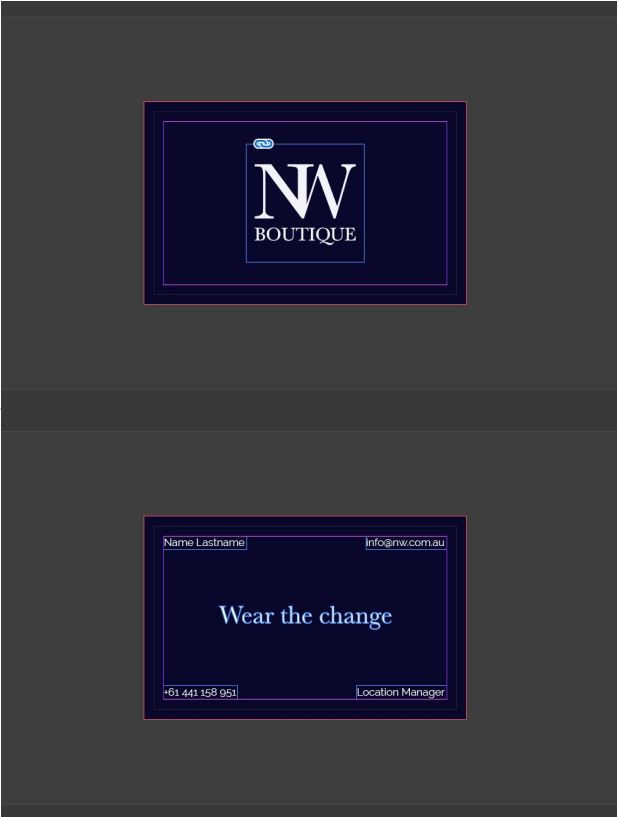 NW
BOUTIQUE
Name Lastname
info@nw.com.au
Wear the change
+61 441 158 951
Location Manager